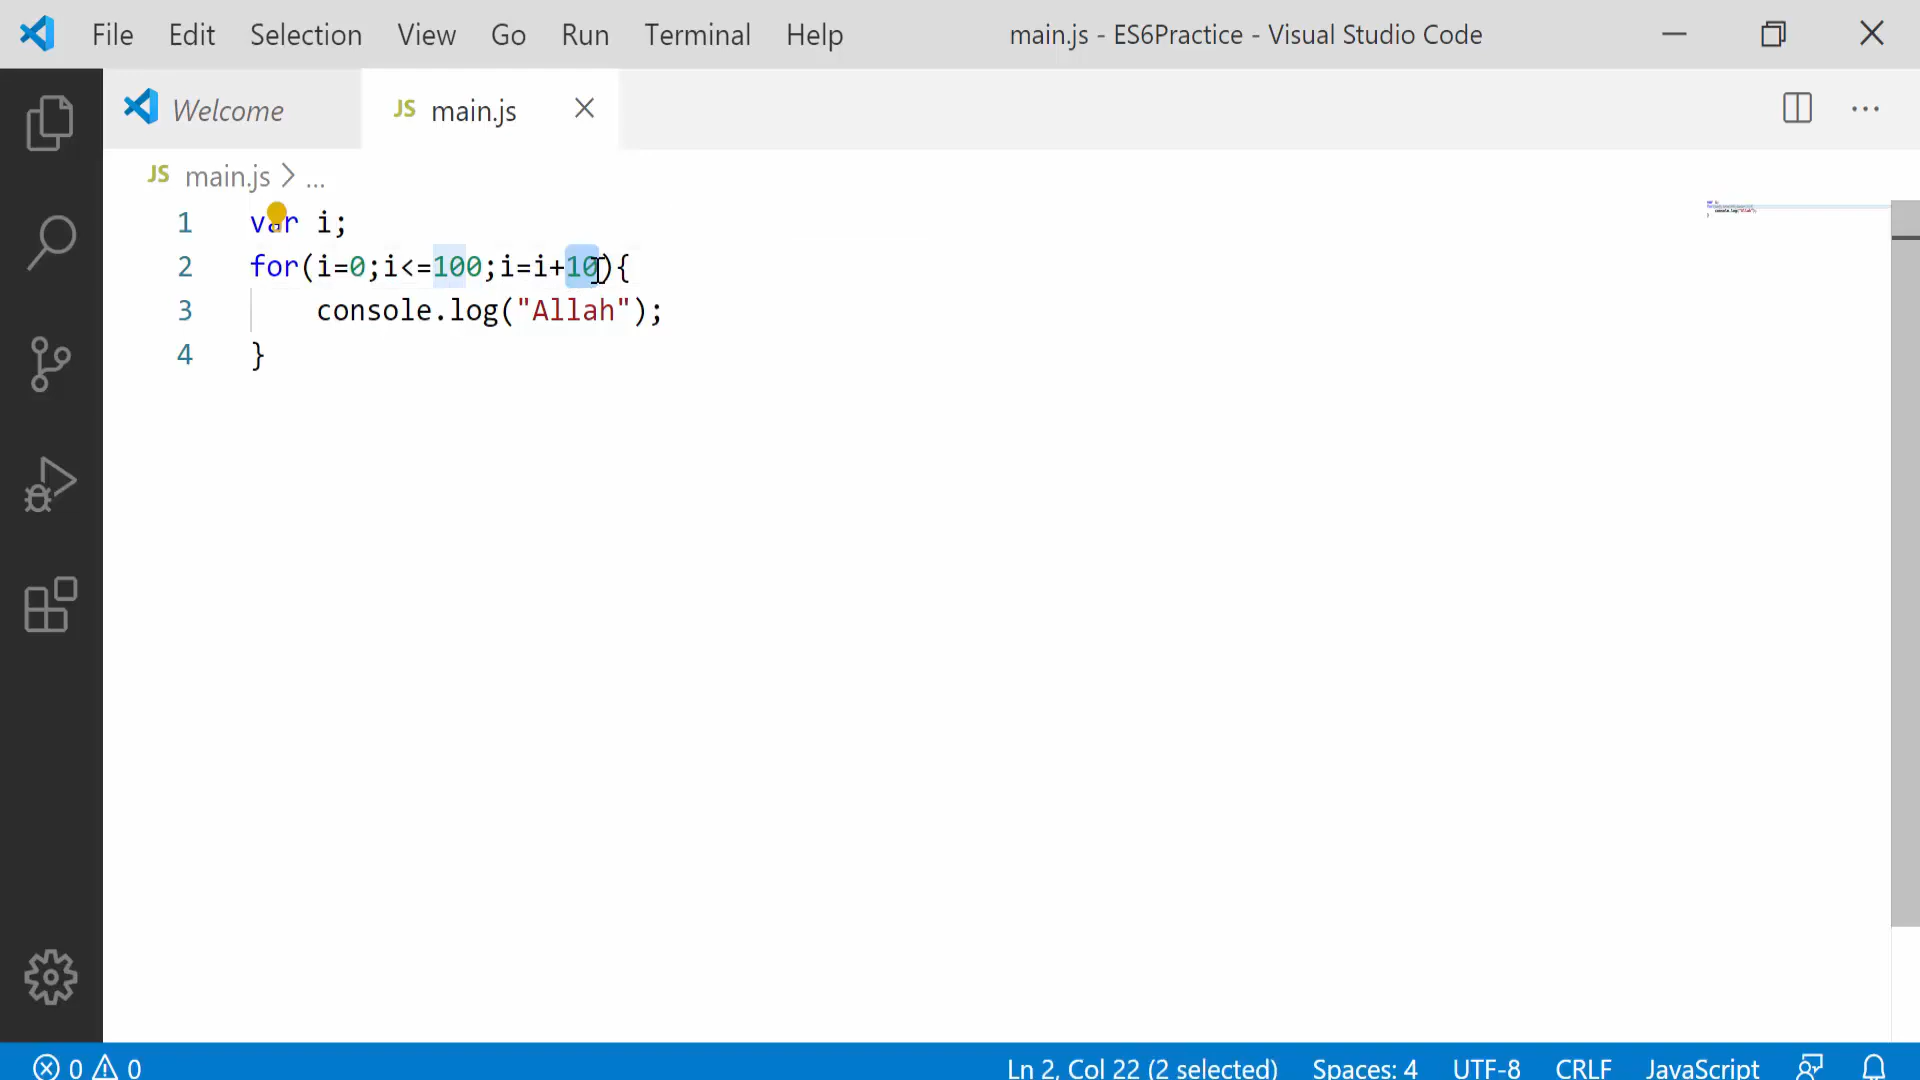 File Edit Selection View Go Run Terminal Help main.js - ES6Practice - Visual Studio Code
Welcome JS main.js
JS main.js > ...
1 var i;
2 for(i=0;i<=100;i=i+10){
3 console.log("Allah");
4 }
0 0 Ln 2, Col 22 (2 selected) Spaces: 4 UTF-8 CRLF JavaScript